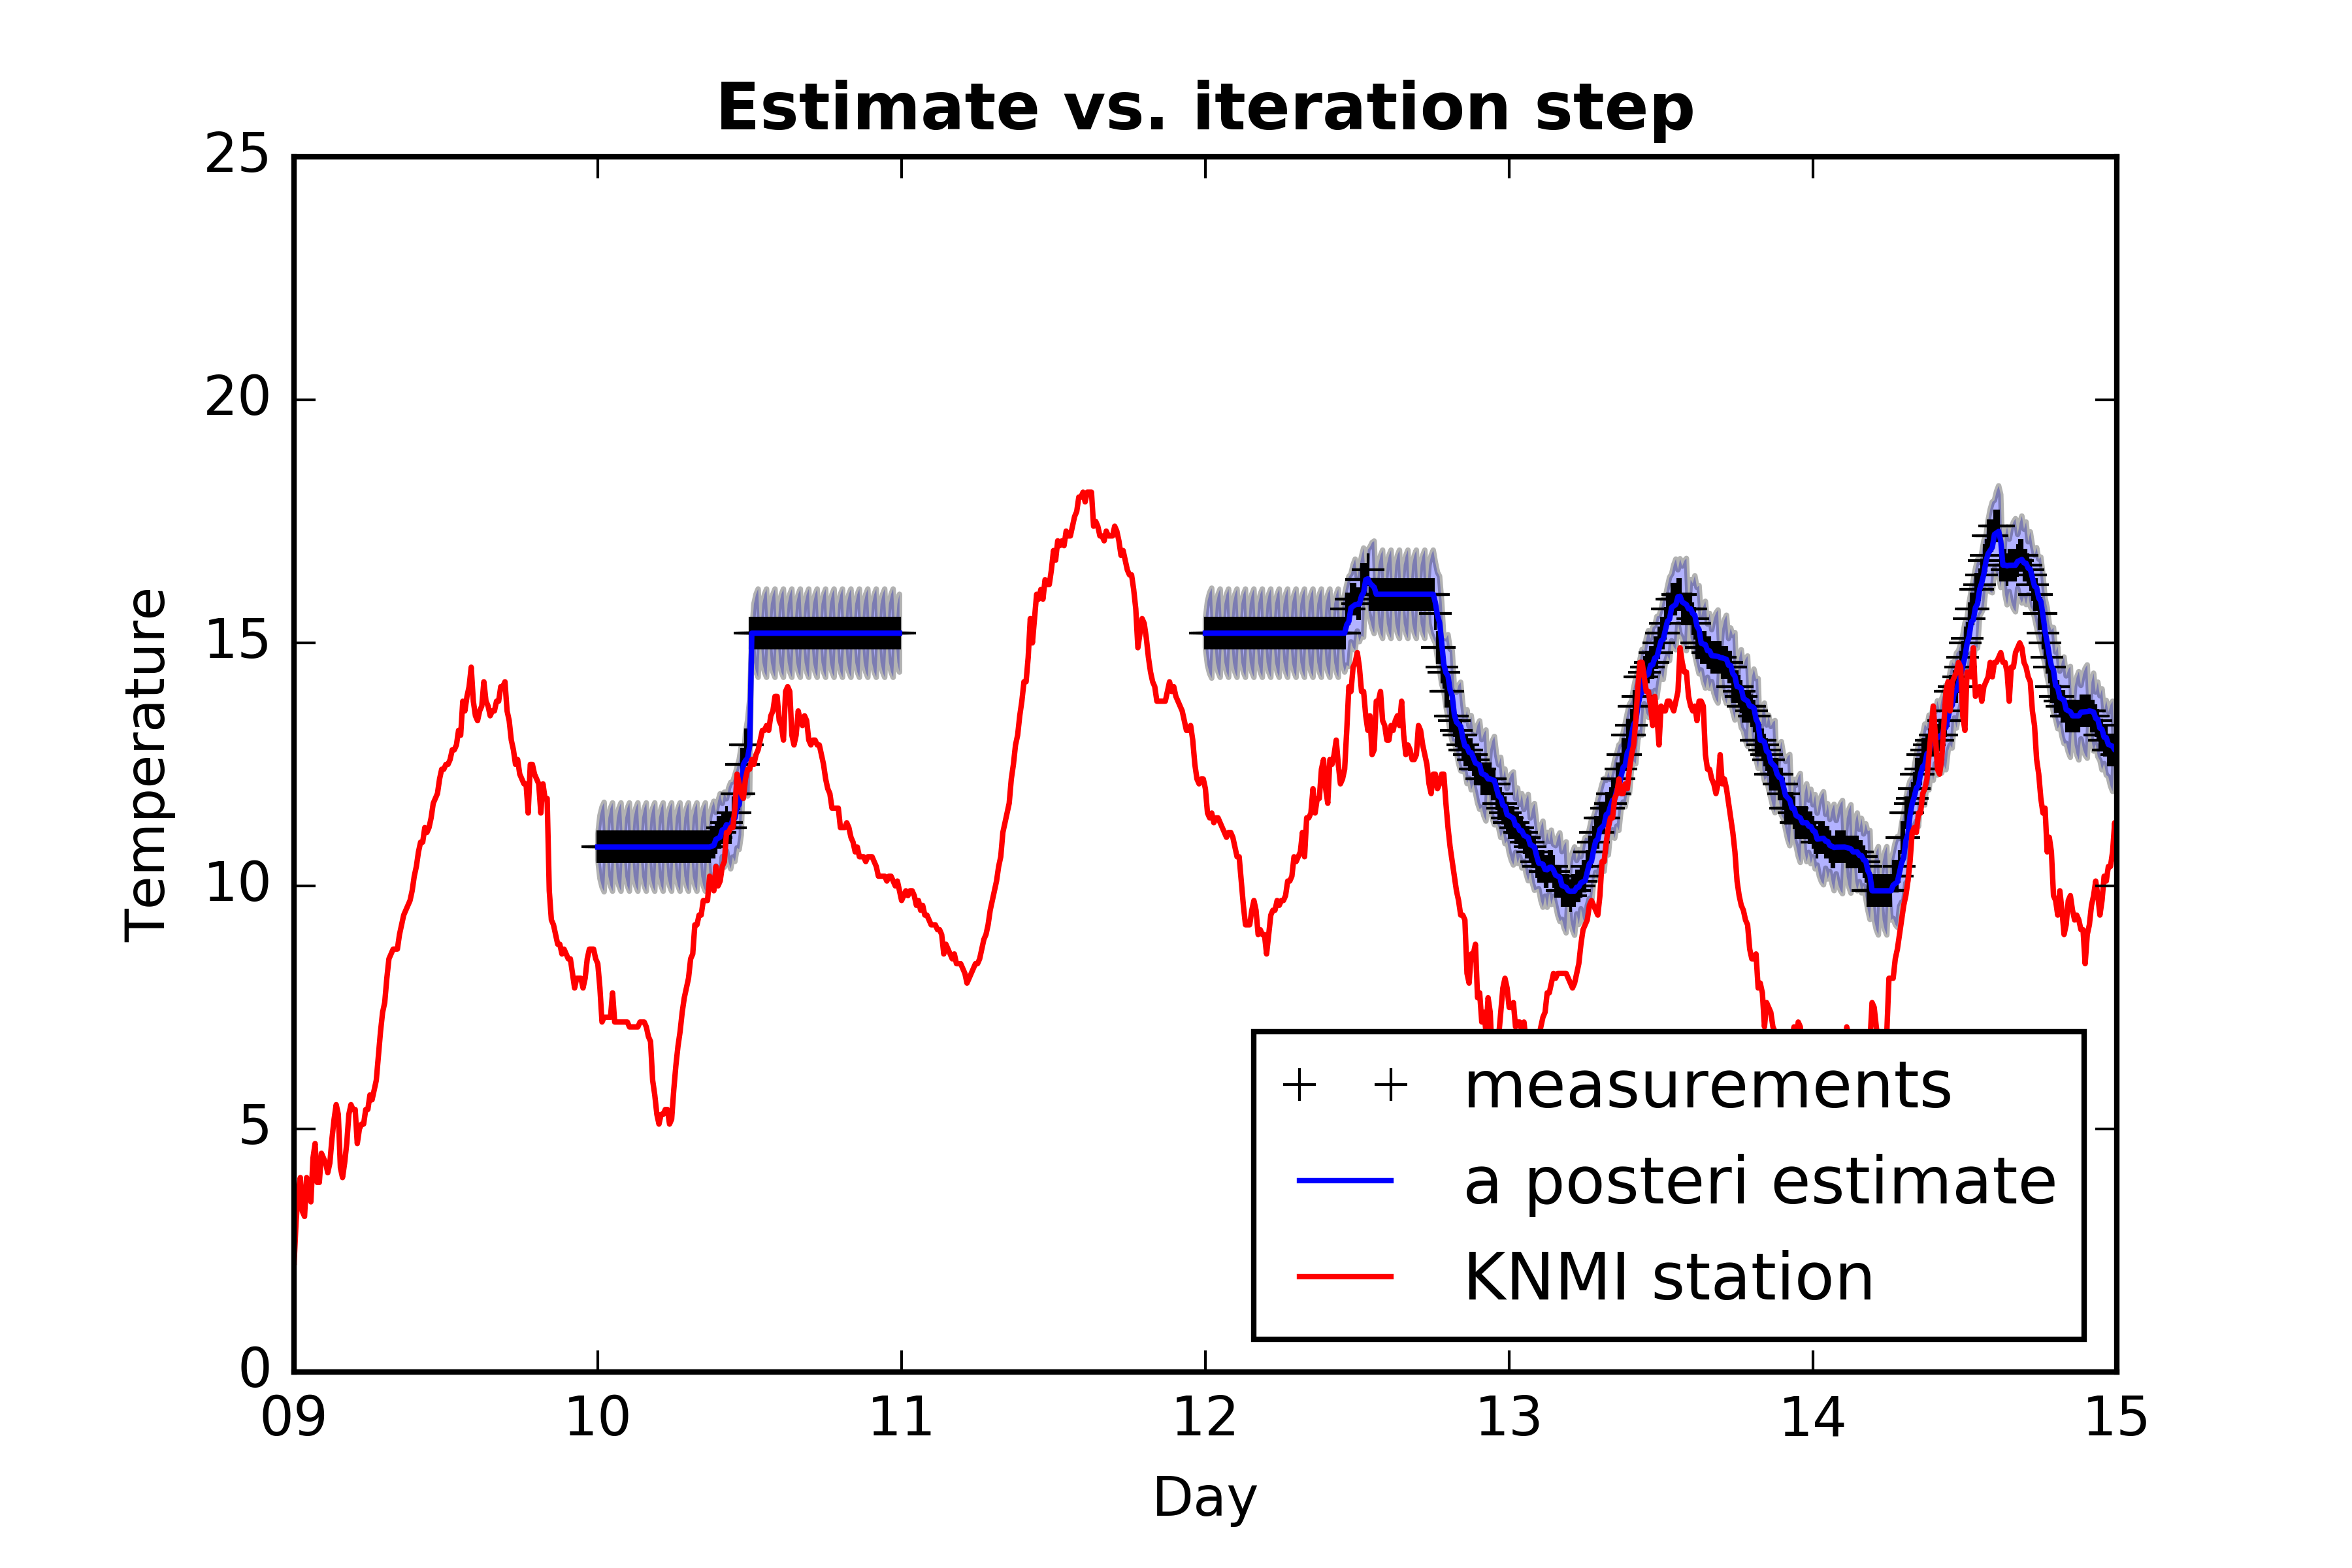 Estimate vs. iteration step
25
20
15
10
5
0
Temperature
09 10 11 12 13 14 15
Day
measurements
a posteri estimate
KNMI station